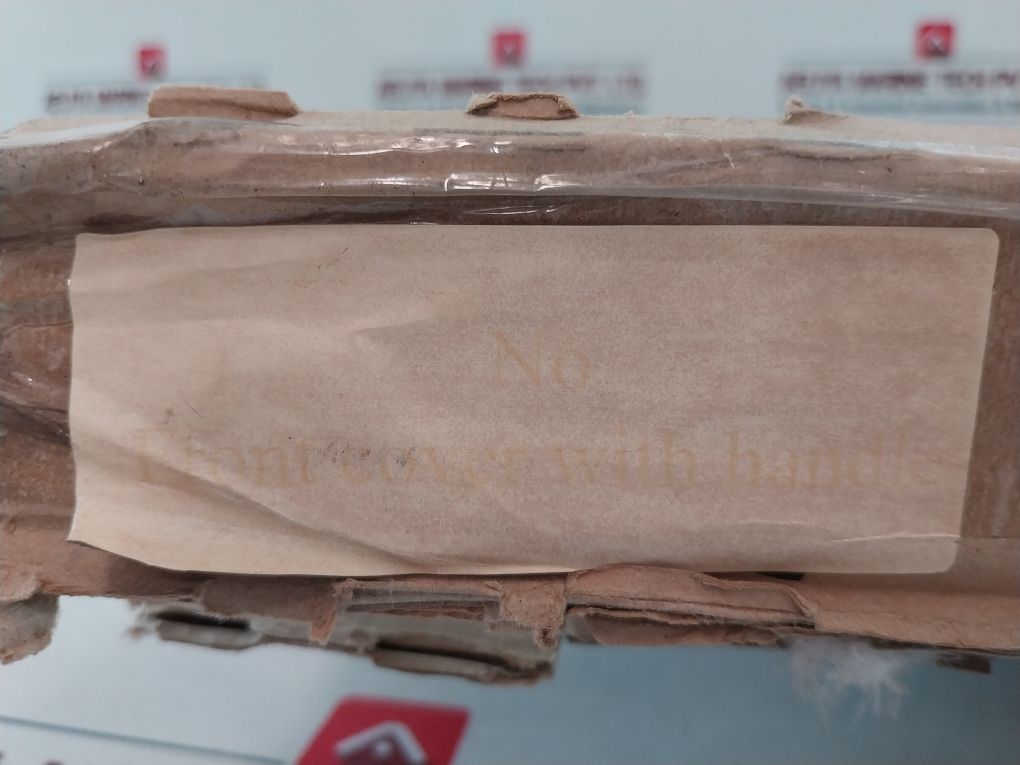 No
Front cover with handle